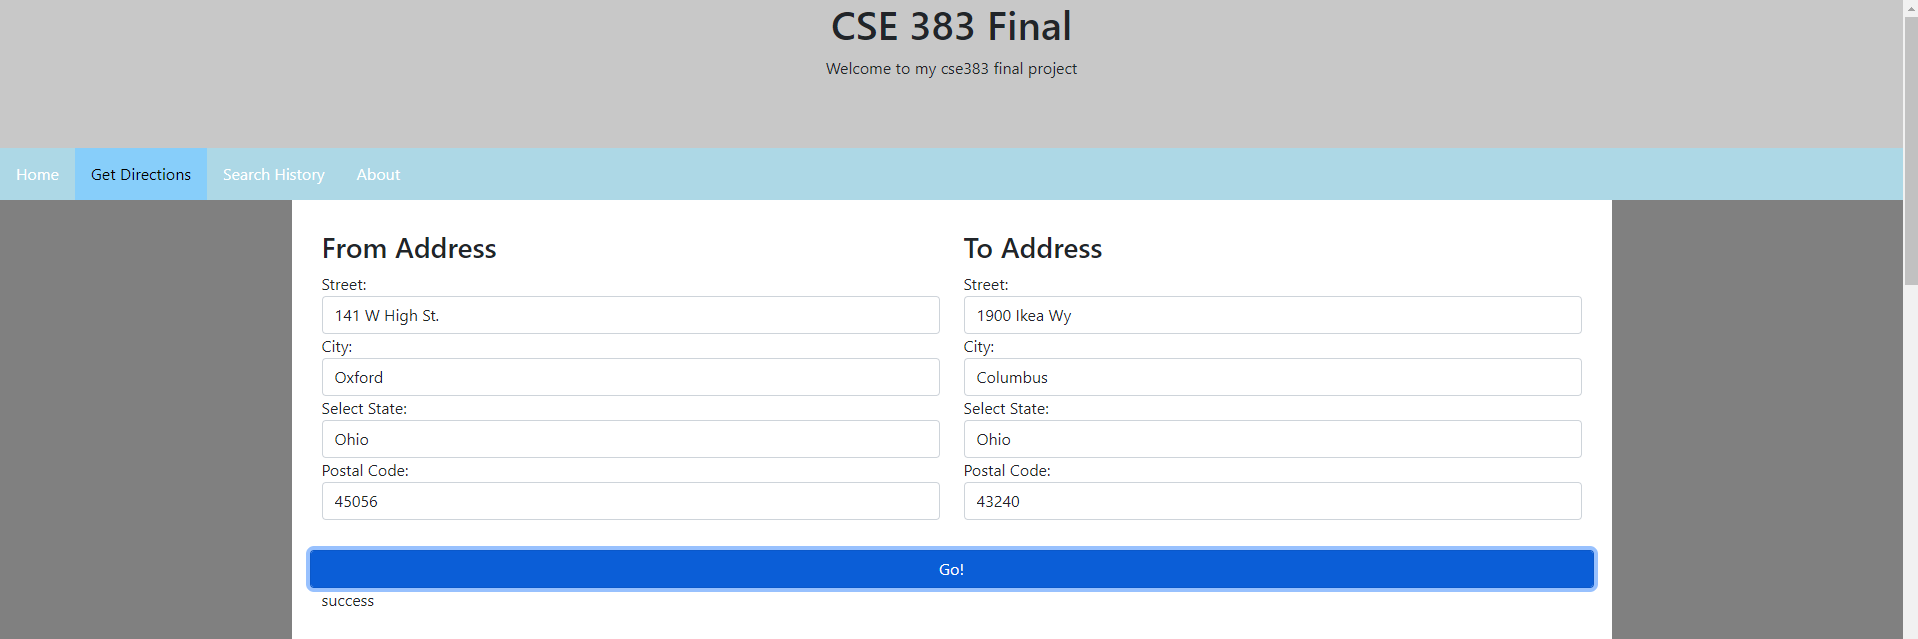 CSE 383 Final
Welcome to my cse383 final project
Home Get Directions Search History About
From Address
Street:
141 W High St.
City:
Oxford
Select State:
Ohio
Postal Code:
45056
To Address
Street:
1900 Ikea Wy
City:
Columbus
Select State:
Ohio
Postal Code:
43240
Go!
success